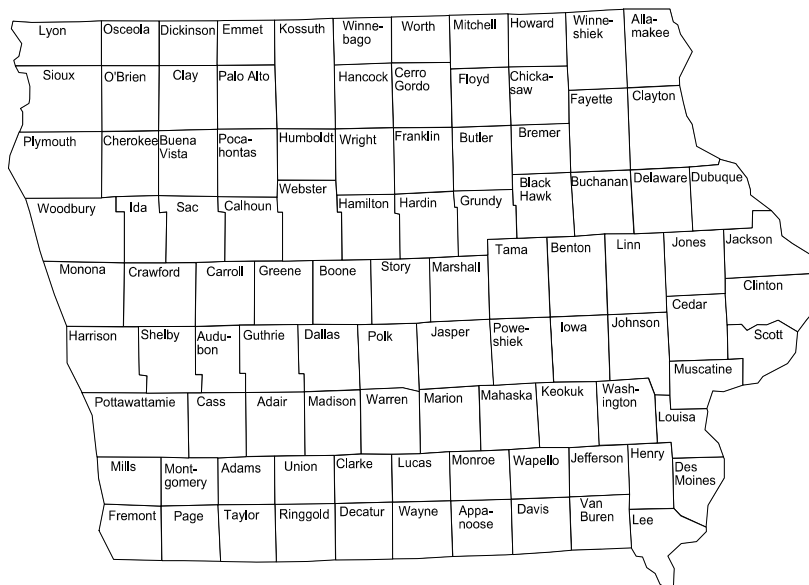 Lyon
Osceola
Dickinson
Emmet
Kossuth
Winne-
bago
Worth
Mitchell
Howard
Winne-
shiek
Alla-
makee
Sioux
O'Brien
Clay
Palo Alto
Hancock
Cerro
Gordo
Floyd
Chicka-
saw
Fayette
Clayton
Plymouth
Cherokee
Buena
Vista
Poca-
hontas
Humboldt
Wright
Franklin
Butler
Bremer
Woodbury
Ida
Sac
Calhoun
Webster
Hamilton
Hardin
Grundy
Black
Hawk
Buchanan
Delaware
Dubuque
Monona
Crawford
Carroll
Greene
Boone
Story
Marshall
Tama
Benton
Linn
Jones
Jackson
Clinton
Cedar
Harrison
Shelby
Audu-
bon
Guthrie
Dallas
Polk
Jasper
Powe-
shiek
Iowa
Johnson
Scott
Muscatine
Pottawattamie
Cass
Adair
Madison
Warren
Marion
Mahaska
Keokuk
Wash-
ington
Louisa
Mills
Mont-
gomery
Adams
Union
Clarke
Lucas
Monroe
Wapello
Jefferson
Henry
Des
Moines
Fremont
Page
Taylor
Ringgold
Decatur
Wayne
Appa-
noose
Davis
Van
Buren
Lee